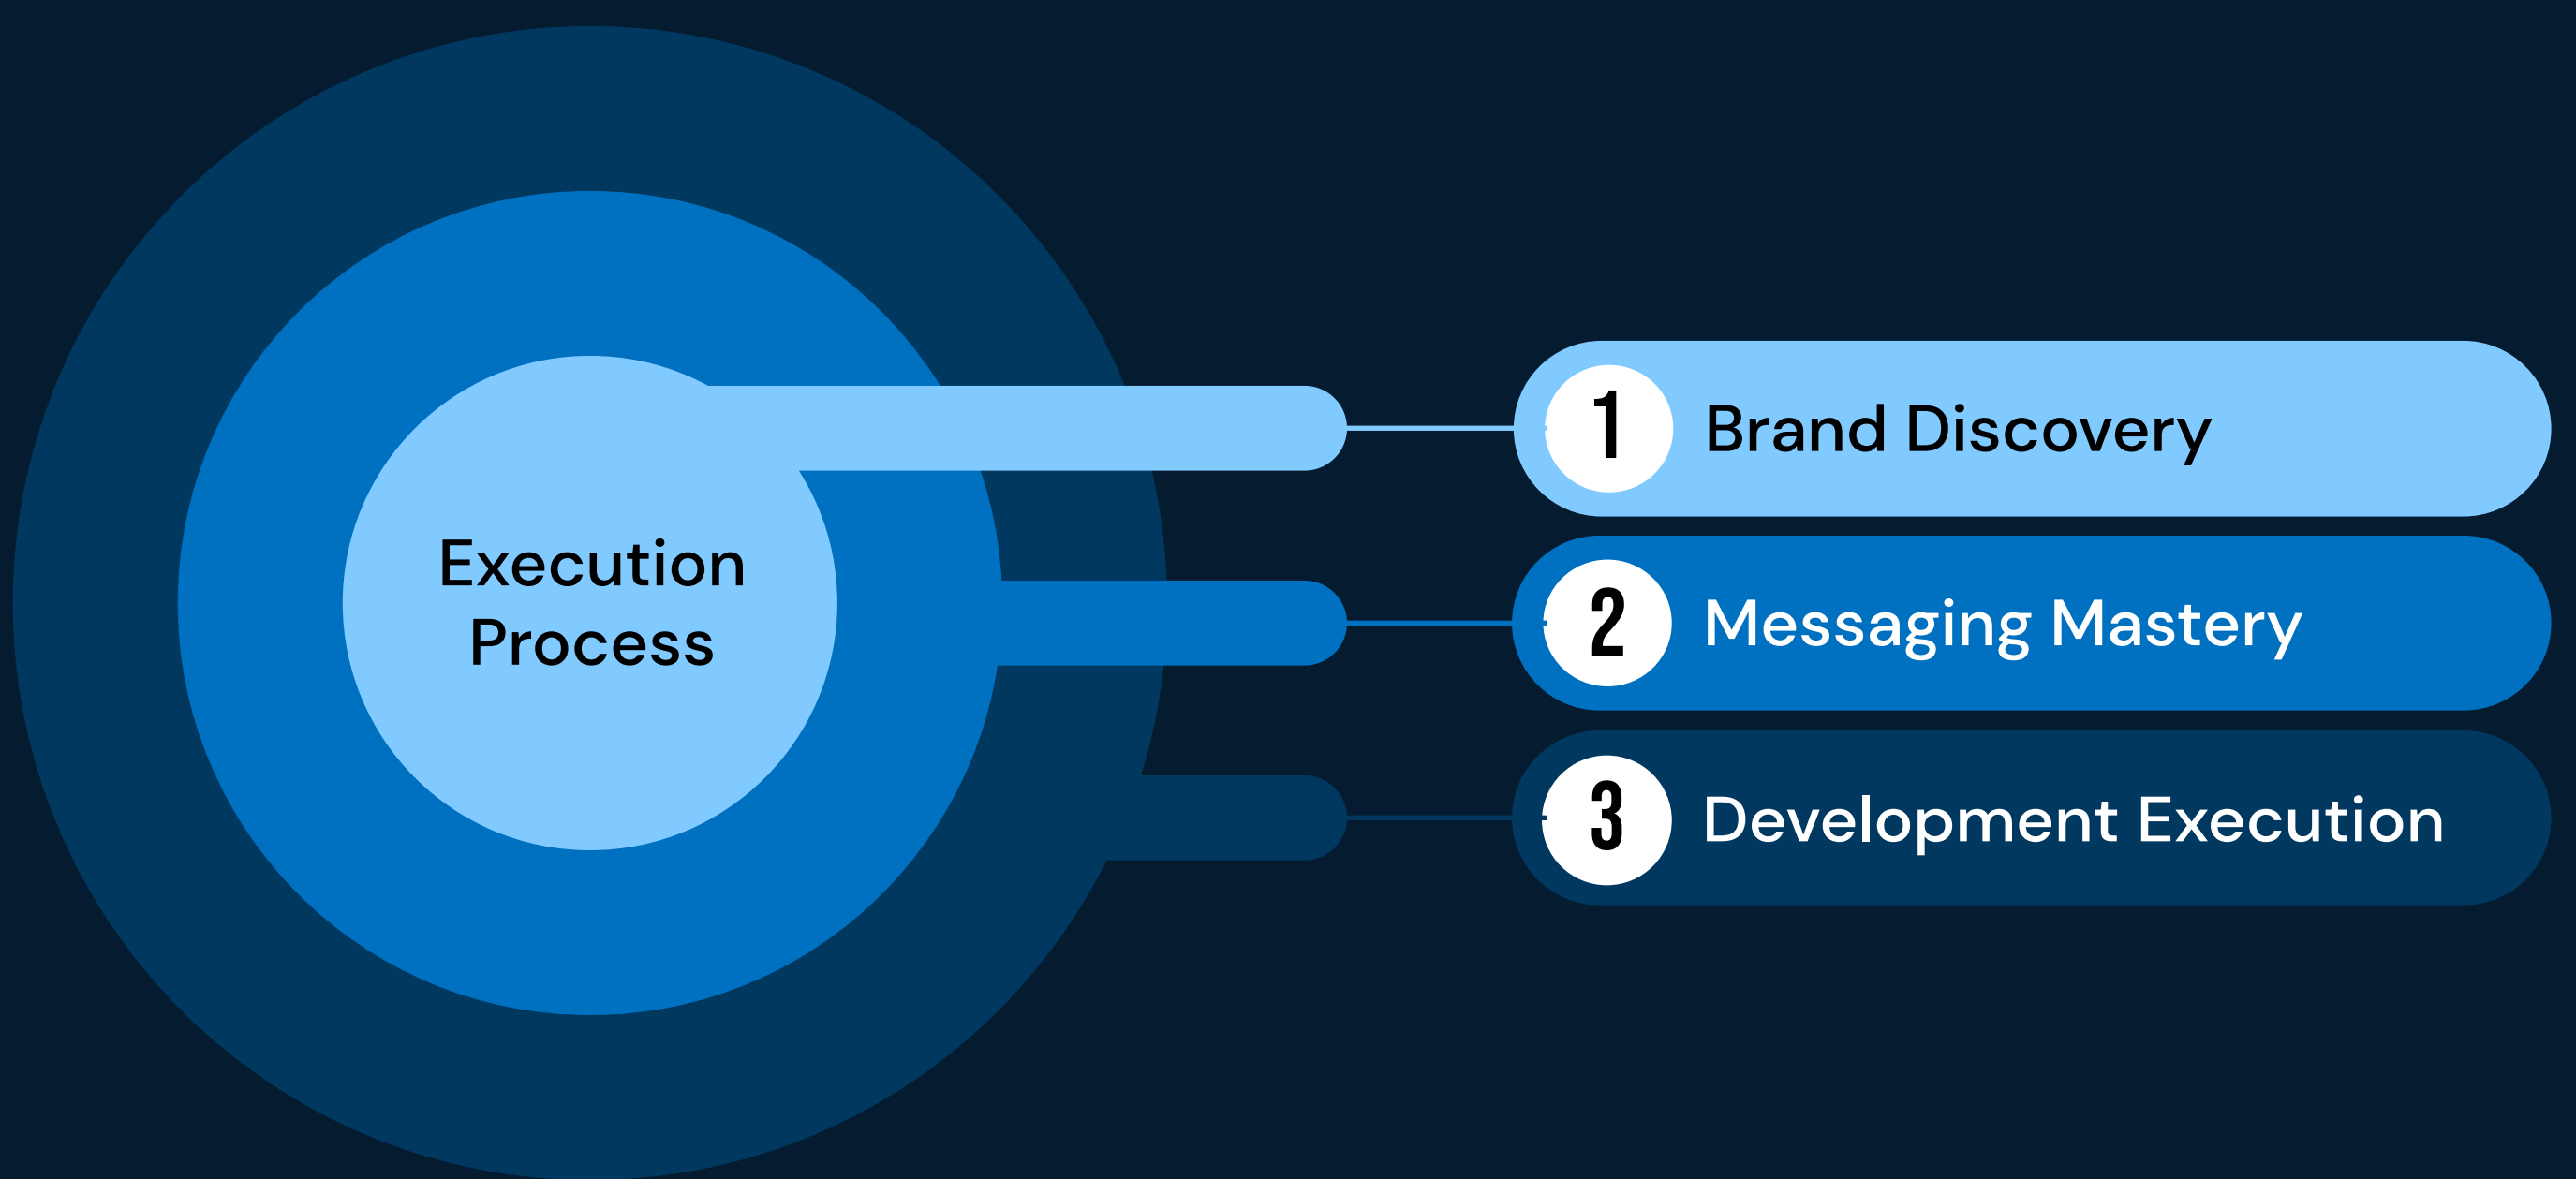 Execution
Process
1 Brand Discovery
2 Messaging Mastery
3 Development Execution